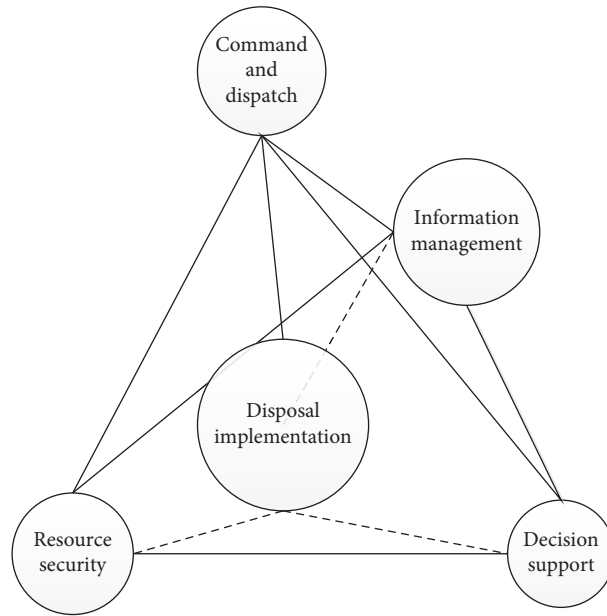 Command
and
dispatch
Information
management
Disposal
implementation
Resource
security
Decision
support